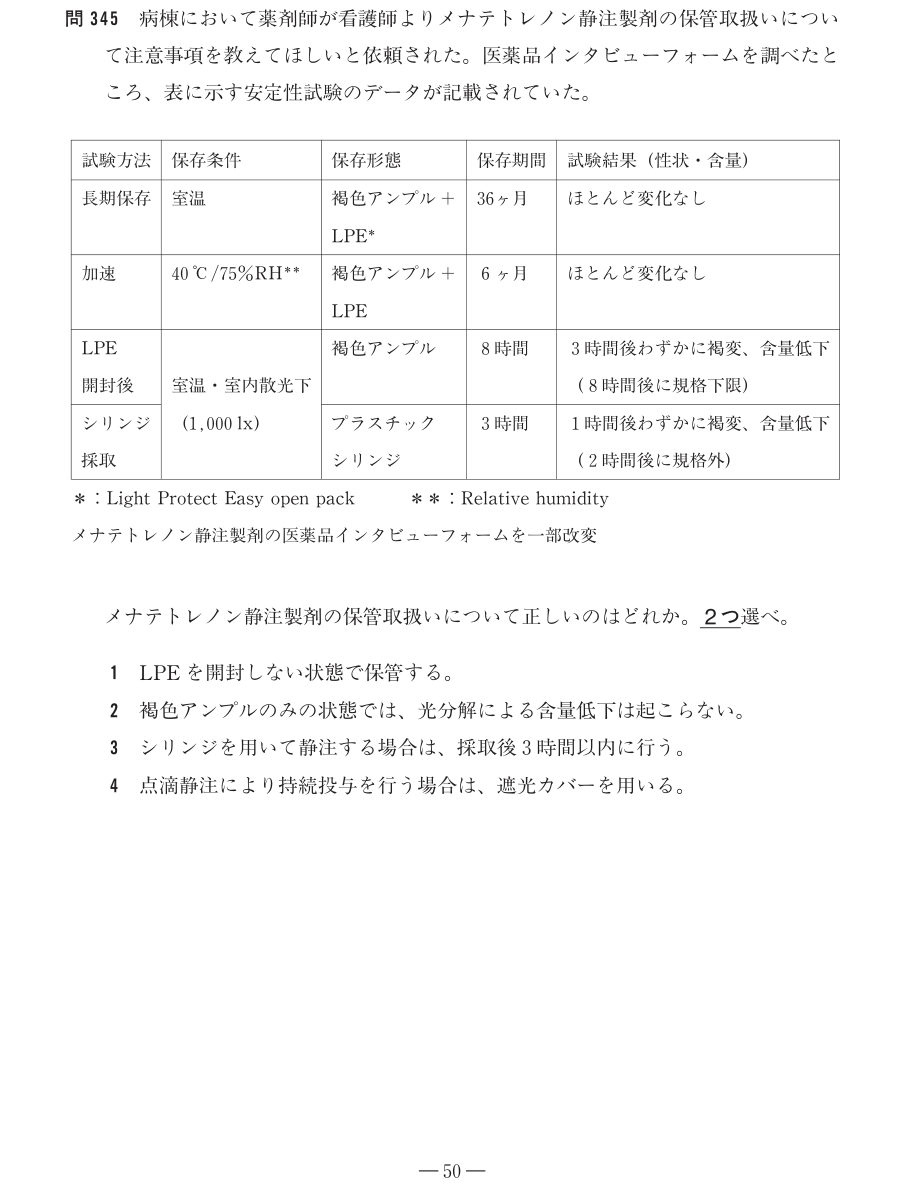 問 345　病棟において薬剤師が看護師よりメナテトレノン静注製剤の保管取扱いについ
て注意事項を教えてほしいと依頼された。医薬品インタビューフォームを調べたと
ころ、表に示す安定性試験のデータが記載されていた。
試験方法　保存条件　保存形態　保存期間　試験結果（性状・含量）
長期保存　室温　褐色アンプル＋　36ヶ月　ほとんど変化なし
LPE*
加速　40℃/75%RH**　褐色アンプル＋　6ヶ月　ほとんど変化なし
LPE
LPE　褐色アンプル　8時間　3時間後わずかに褐変、含量低下
開封後　室温・室内散光下　（8時間後に規格下限）
シリンジ　(1,000 lx)　プラスチック　3時間　1時間後わずかに褐変、含量低下
採取　シリンジ　（2時間後に規格外）
＊：Light Protect Easy open pack　＊＊：Relative humidity
メナテトレノン静注製剤の医薬品インタビューフォームを一部改変
メナテトレノン静注製剤の保管取扱いについて正しいのはどれか。2つ選べ。
1　LPE を開封しない状態で保管する。
2　褐色アンプルのみの状態では、光分解による含量低下は起こらない。
3　シリンジを用いて静注する場合は、採取後3時間以内に行う。
4　点滴静注により持続投与を行う場合は、遮光カバーを用いる。
― 50 ―